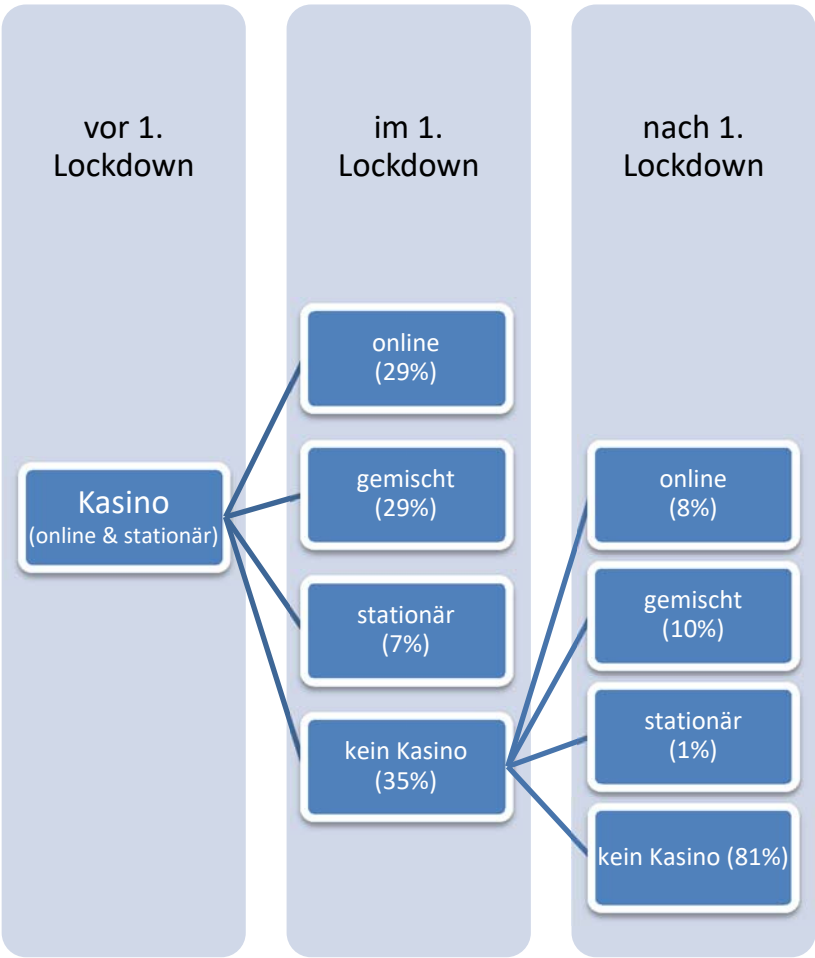 vor 1.
Lockdown
im 1.
Lockdown
nach 1.
Lockdown
Kasino
(online & stationär)
online
(29%)
gemischt
(29%)
stationär
(7%)
kein Kasino
(35%)
online
(8%)
gemischt
(10%)
stationär
(1%)
kein Kasino (81%)